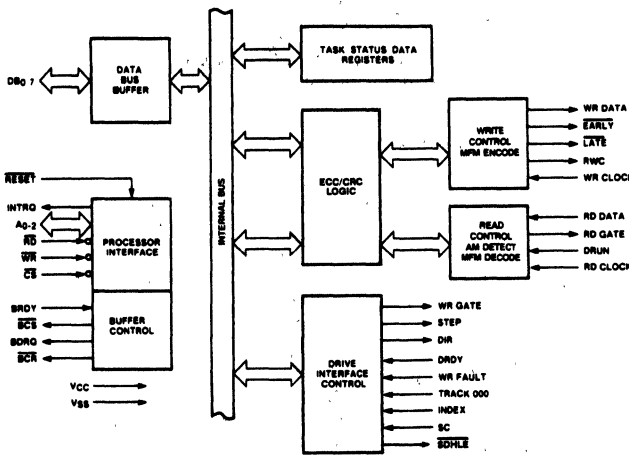 DB0 7
DATA
BUS
BUFFER
INTERNAL BUS
TASK STATUS DATA
REGISTERS
ECC/CRC
LOGIC
WRITE
CONTROL
MFM ENCODE
WR DATA
EARLY
LATE
RWC
WR CLOCK
READ
CONTROL
AM DETECT
MFM DECODE
RD DATA
RD GATE
DRUN
RD CLOCK
RESET
INTRQ
A0-2
RD
WR
CS
PROCESSOR
INTERFACE
BUFFER
CONTROL
BRDY
BCS
BDRQ
BCR
VCC
VSS
DRIVE
INTERFACE
CONTROL
WR GATE
STEP
DIR
DRDY
WR FAULT
TRACK 000
INDEX
SC
SDHLE